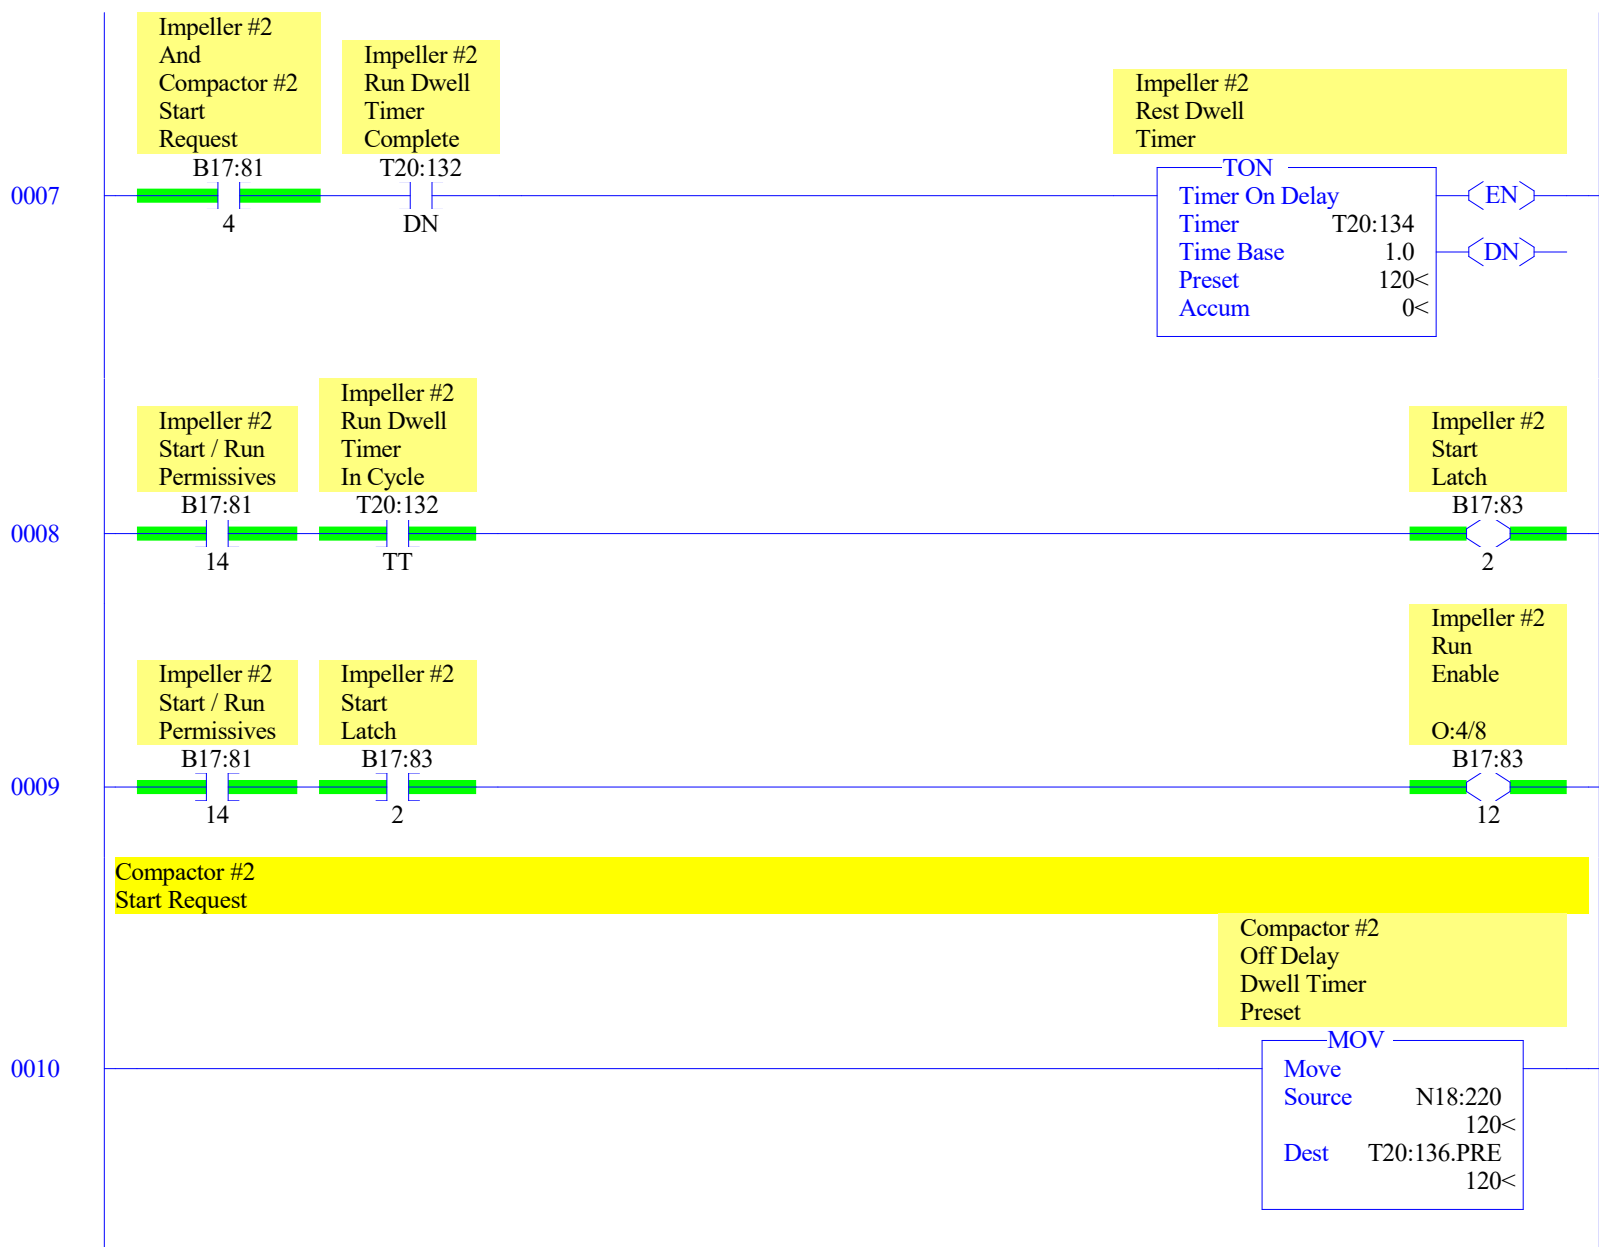 Impeller #2
And
Compactor #2
Start
Request
B17:81
4
Impeller #2
Run Dwell
Timer
Complete
T20:132
DN
Impeller #2
Rest Dwell
Timer
0007
TON
Timer On Delay
Timer T20:134
Time Base 1.0
Preset 120<
Accum 0<
EN
DN
Impeller #2
Start / Run
Permissives
B17:81
14
Impeller #2
Run Dwell
Timer
In Cycle
T20:132
TT
Impeller #2
Start
Latch
B17:83
2
0008
Impeller #2
Start / Run
Permissives
B17:81
14
Impeller #2
Start
Latch
B17:83
2
Impeller #2
Run
Enable
O:4/8
B17:83
12
0009
Compactor #2
Start Request
Compactor #2
Off Delay
Dwell Timer
Preset
0010
MOV
Move
Source N18:220
120<
Dest T20:136.PRE
120<